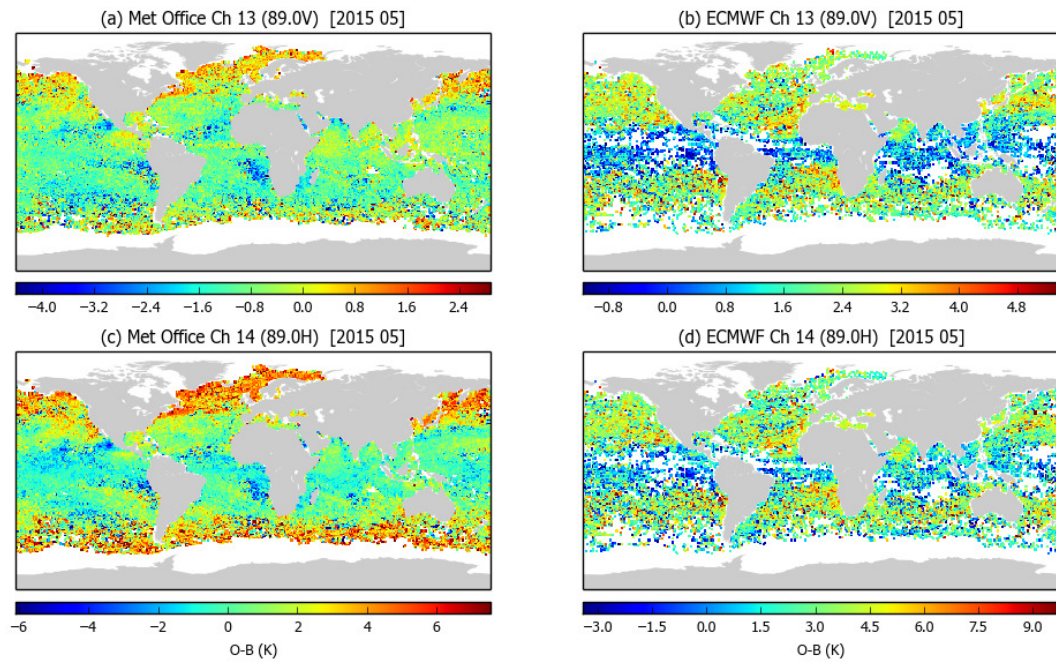 (a) Met Office Ch 13 (89.0V) [2015 05]
(b) ECMWF Ch 13 (89.0V) [2015 05]
−4.0 −3.2 −2.4 −1.6 −0.8 0.0 0.8 1.6 2.4
−0.8 0.0 0.8 1.6 2.4 3.2 4.0 4.8
(c) Met Office Ch 14 (89.0H) [2015 05]
(d) ECMWF Ch 14 (89.0H) [2015 05]
−6 −4 −2 0 2 4 6
−3.0 −1.5 0.0 1.5 3.0 4.5 6.0 7.5 9.0
O-B (K)
O-B (K)